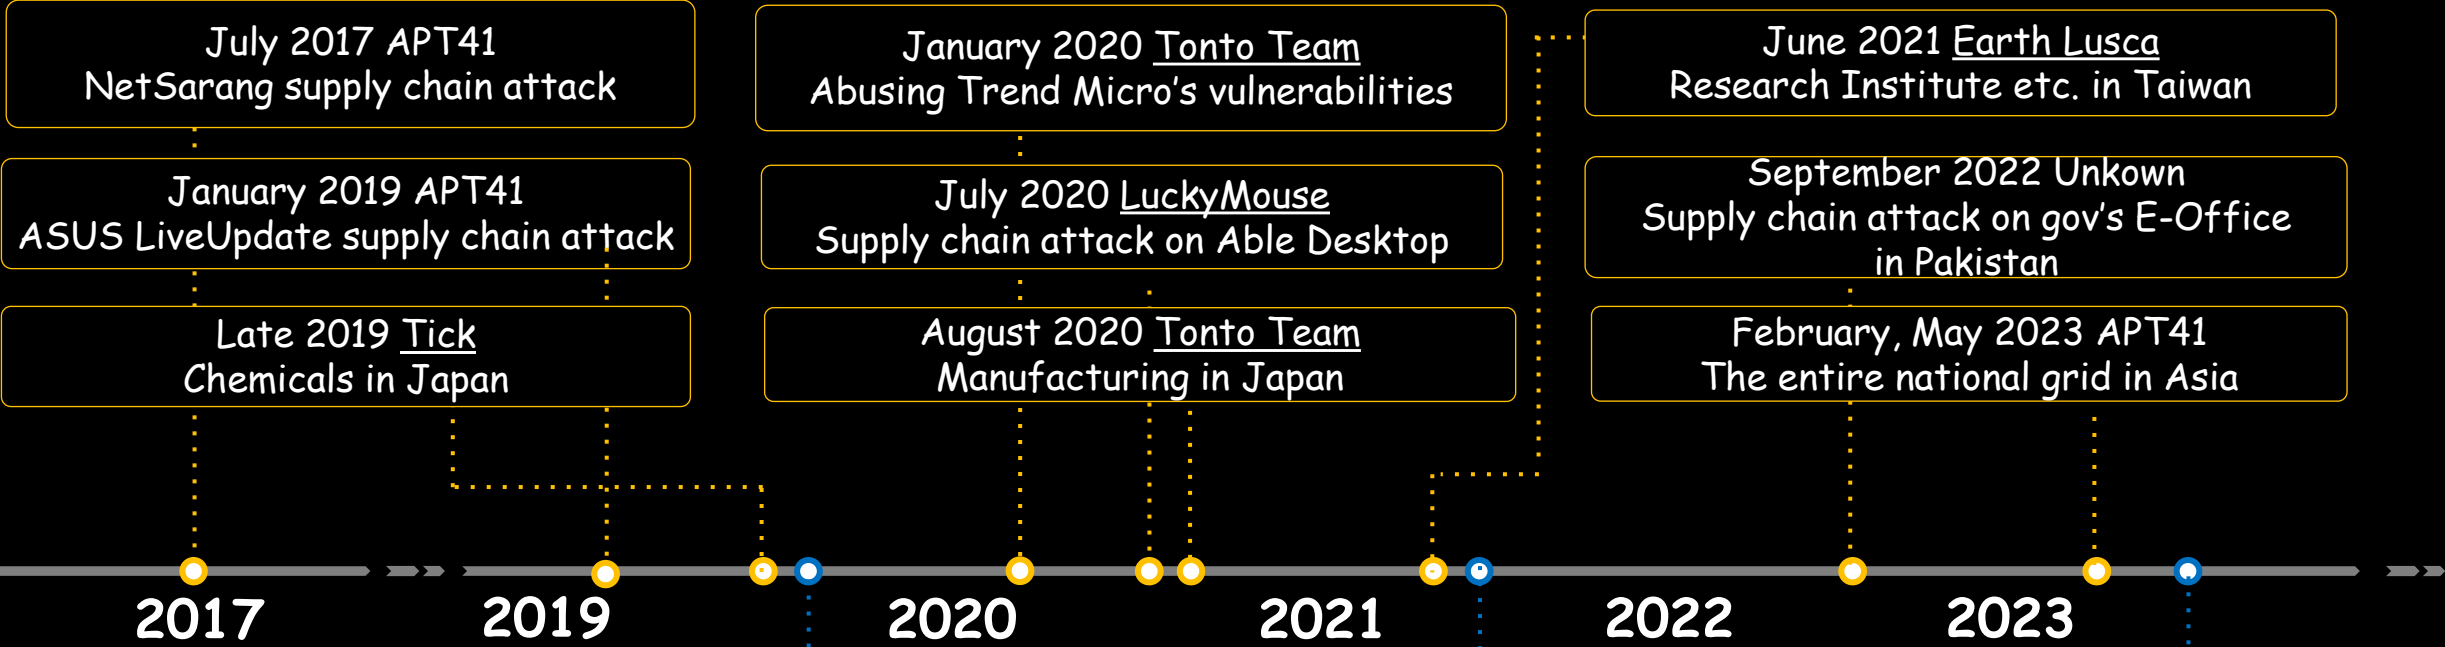 July 2017 APT41
NetSarang supply chain attack
January 2019 APT41
ASUS LiveUpdate supply chain attack
Late 2019 Tick
Chemicals in Japan
January 2020 Tonto Team
Abusing Trend Micro's vulnerabilities
July 2020 LuckyMouse
Supply chain attack on Able Desktop
August 2020 Tonto Team
Manufacturing in Japan
June 2021 Earth Lusca
Research Institute etc. in Taiwan
September 2022 Unkown
Supply chain attack on gov's E-Office
in Pakistan
February, May 2023 APT41
The entire national grid in Asia
2017
2019
2020
2021
2022
2023